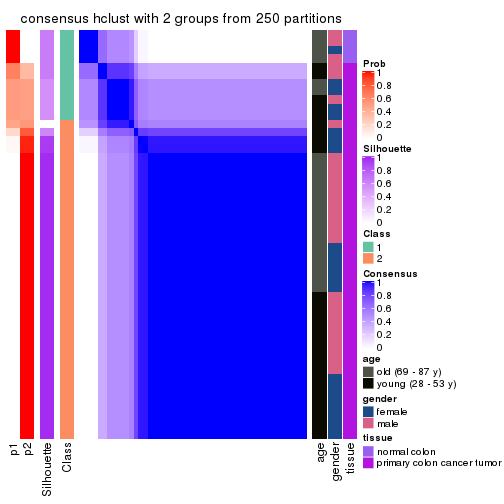 consensus hclust with 2 groups from 250 partitions
Prob
1
0.8
0.6
0.4
0.2
0
Silhouette
1
0.8
0.6
0.4
0.2
0
Class
1
2
Consensus
1
0.8
0.6
0.4
0.2
0
age
old (69 - 87 y)
young (28 - 53 y)
gender
female
male
tissue
normal colon
primary colon cancer tumor
p1
p2
Silhouette
Class
age
gender
tissue